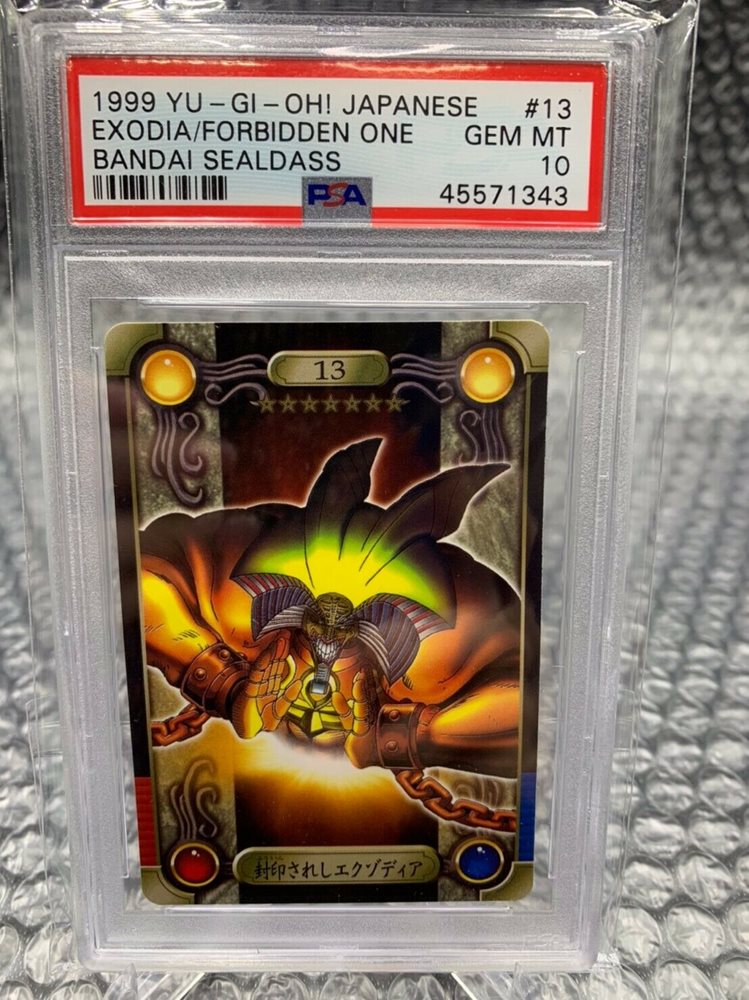 1999 YU-GI-OH! JAPANESE #13
EXODIA/FORBIDDEN ONE GEM MT
BANDAI SEALDASS 10
PSA 45571343
13
封印されしエクゾディア